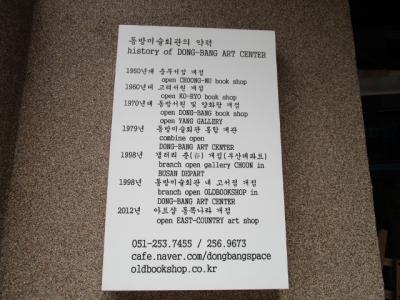 동방미술회관의 약력
history of DONG-BANG ART CENTER
1950년대 충무서점 개점
open CHOONG-MU book shop
1960년대 고려서원 개점
open KO-RYO book shop
1970년대 동방서원 및 양화랑 개점
open DONG-BANG book shop
open YANG GALLERY
1979년 동방미술회관 통합 개관
combine open
DONG-BANG ART CENTER
1998년 갤러리 춘(春) 개점(부산데파트)
branch open gallery CHOON in
BOSAN DEPART
1998년 동방미술회관 내 고서점 개점
branch open OLDBOOKSHOP in
DONG-BANG ART CENTER
2012년 아트샵 동쪽나라 개점
open EAST-COUNTRY art shop
051-253.7455 / 256.9673
cafe.naver.com/dongbangspace
oldbookshop.co.kr